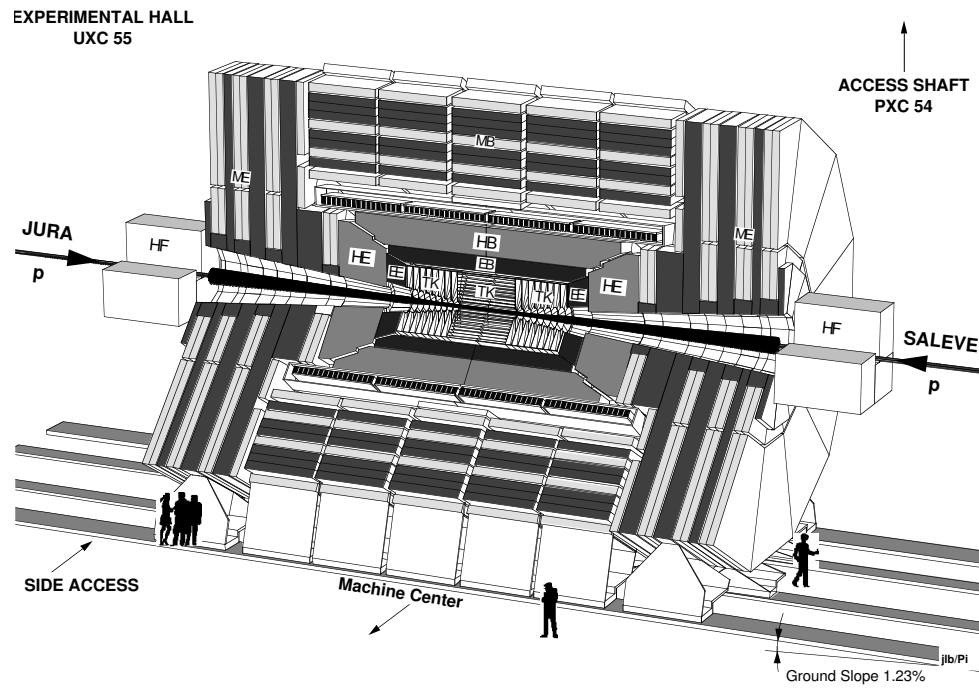 EXPERIMENTAL HALL
UXC 55
ACCESS SHAFT
PXC 54
MB
ME
ME
JURA
p
HF
HB
EB
HE
EE
TK
TK
TK
EE
HE
HF
SALEVE
p
SIDE ACCESS
Machine Center
jlb/Pi
Ground Slope 1.23%